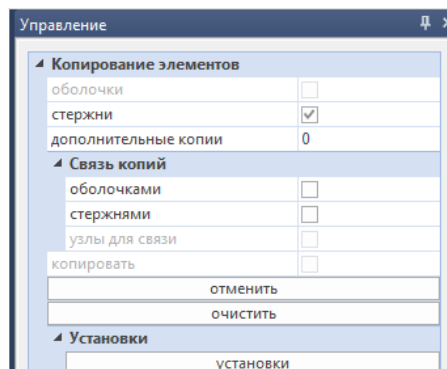 Управление
Копирование элементов
оболочки
стержни
дополнительные копии 0
Связь копий
оболочками
стержнями
узлы для связи
копировать
отменить
очистить
Установки
установки